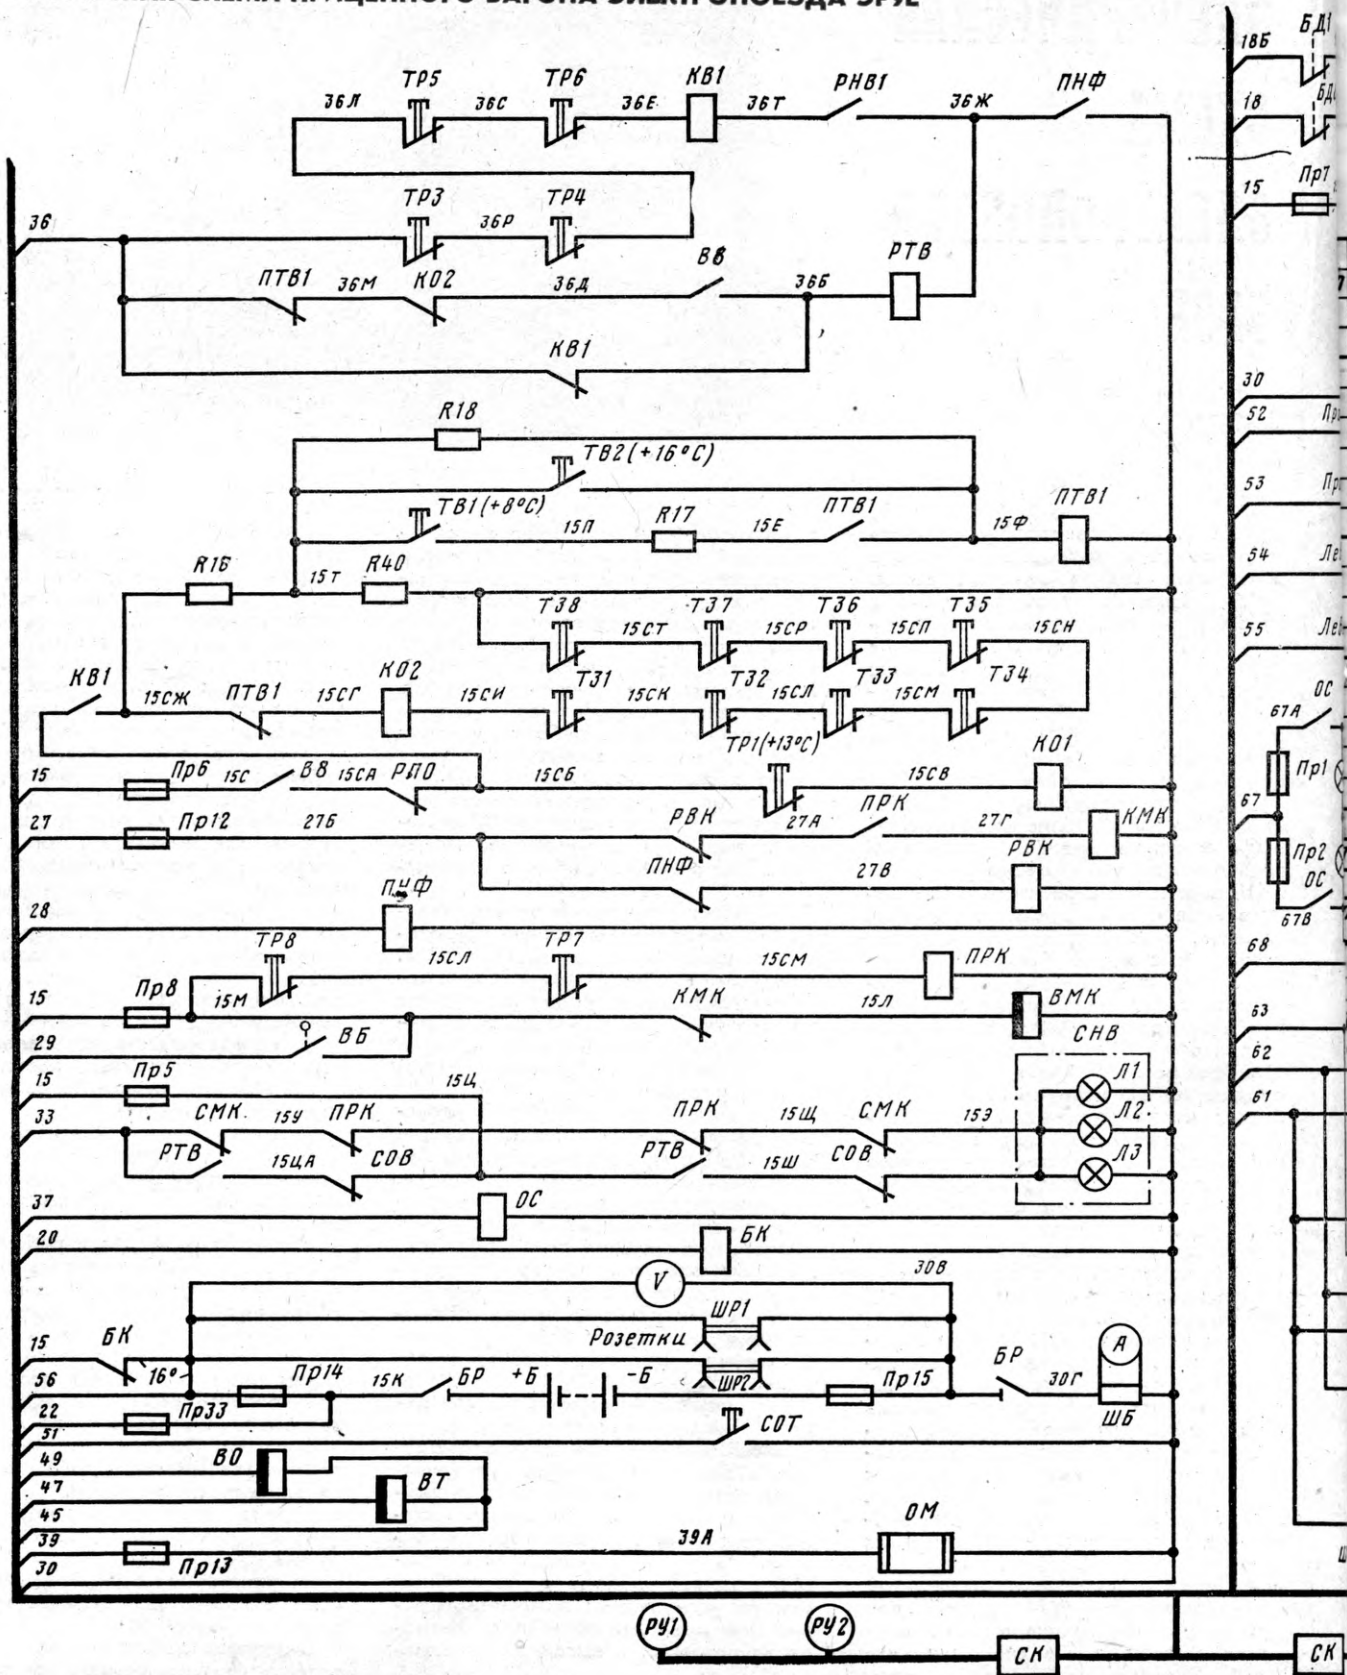 ПРИЦЕПНОГО ВАГОНА ЭЛЕКТРОПОЕЗДА ЭР9Е
18Б БД1
36Л ТР5 36С ТР6 36Е КВ1 36Т РНВ1 36Ж ПНФ
18
15 Пр7
36 ТР3 36Р ТР4
ПТВ1 36М КО2 36Д ВВ 36Б РТВ
КВ1
30
R18
52
ТВ2(+16°С)
53
ТВ1(+8°С) 15П R17 15Е ПТВ1 15Ф ПТВ1
54
R16 15Т R40
Т38 15СТ Т37 15СР Т36 15СП Т35 15СН
55
КВ1 15СЖ ПТВ1 15СГ КО2 15СИ Т31 15СК Т32 15СЛ Т33 15СМ Т34
ОС
67А
ТР1(+13°С)
15 Пр6 15С ВВ 15СА РПО 15СБ 15СВ КО1
Пр1
67
27 Пр12 27Б РВК 27А ПРК 27Г КМК
Пр2
ОС
67В
ПНФ 27В РВК
28
ТР8 15СЛ ТР7 15СМ ПРК
68
15 Пр8 15М КМК 15Л ВМК
63
29 ВБ
СНВ
62
15 Пр5 15Ц Л1
61
33 СМК 15У ПРК ПРК 15Щ СМК 15Э Л2
РТВ 15ЦА СОВ РТВ 15Ш СОВ Л3
37 ОС
20 БК
V 30В
ШР1
Розетки
15 БК 16°
ШР2
56 Пр14 15К БР +Б -Б Пр15 БР 30Г А ШБ
22 Пр33
51 СОТ
49 ВО
47 ВТ
45
39 Пр13 39А ОМ
30
РУ1 РУ2 СК СК